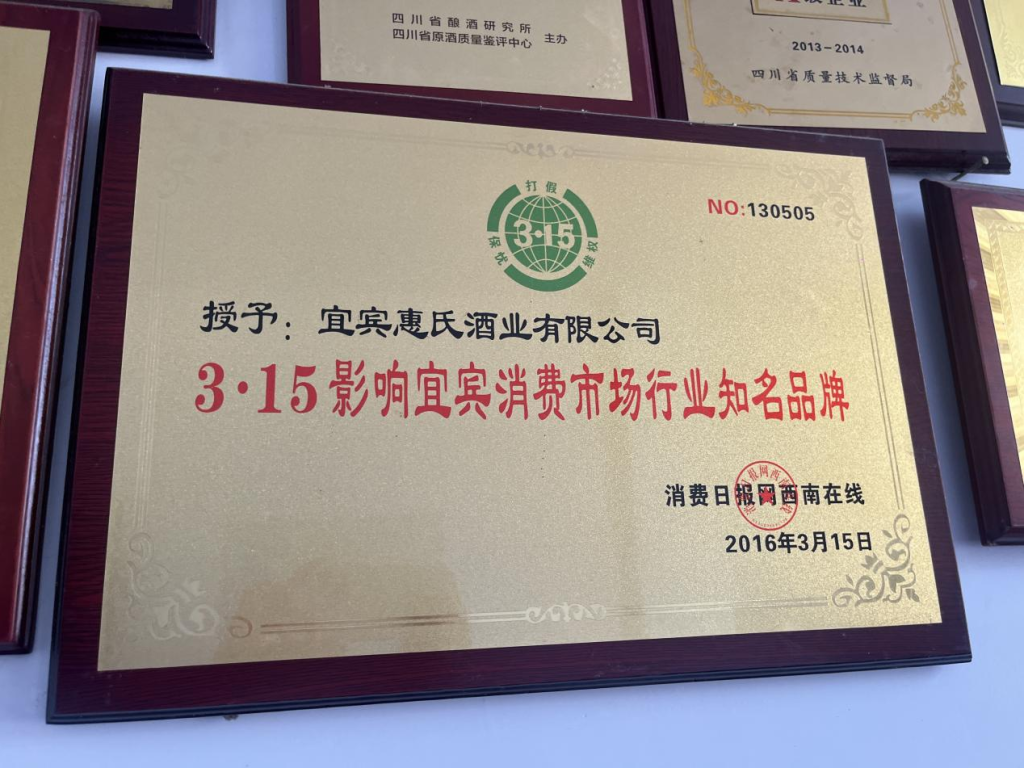 四川省酿酒研究所
四川省原酒质量鉴评中心
主办
2013-2014
四川省质量技术监督局
打假
保优
维权
3·15
NO:130505
授予：宜宾惠氏酒业有限公司
3·15影响宜宾消费市场行业知名品牌
消费日报网西南在线
2016年3月15日